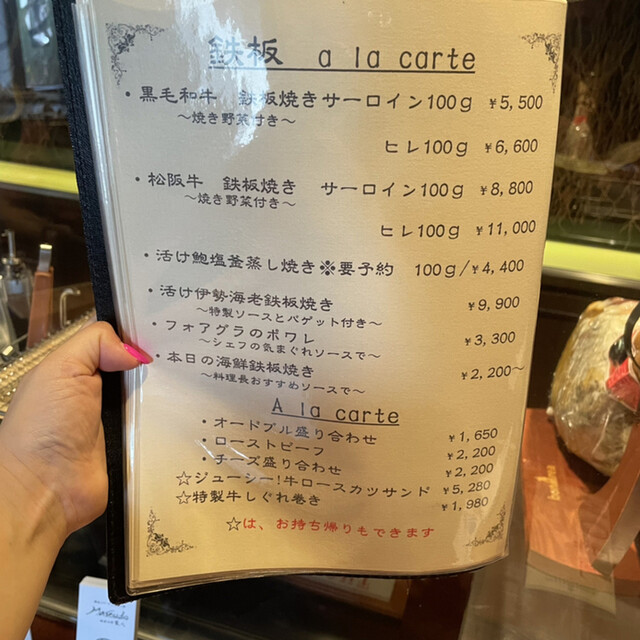 鉄板 a la carte
・黒毛和牛 鉄板焼きサーロイン100g ¥5,500
～焼き野菜付き～
ヒレ100g ¥6,600
・松阪牛 鉄板焼き サーロイン100g ¥8,800
～焼き野菜付き～
ヒレ100g ¥11,000
・活け鮑塩釜蒸し焼き※要予約 100g/¥4,400
・活け伊勢海老鉄板焼き ¥9,900
～特製ソースとバゲット付き～
・フォアグラのポワレ ¥3,300
～シェフの気まぐれソースで～
・本日の海鮮鉄板焼き ¥2,200～
～料理長おすすめソースで～
A la carte
・オードブル盛り合わせ ¥1,650
・ローストビーフ ¥2,200
・チーズ盛り合わせ ¥2,200
☆ジューシー!牛ロースカツサンド ¥5,280
☆特製牛しぐれ巻き ¥1,980
☆は、お持ち帰りもできます